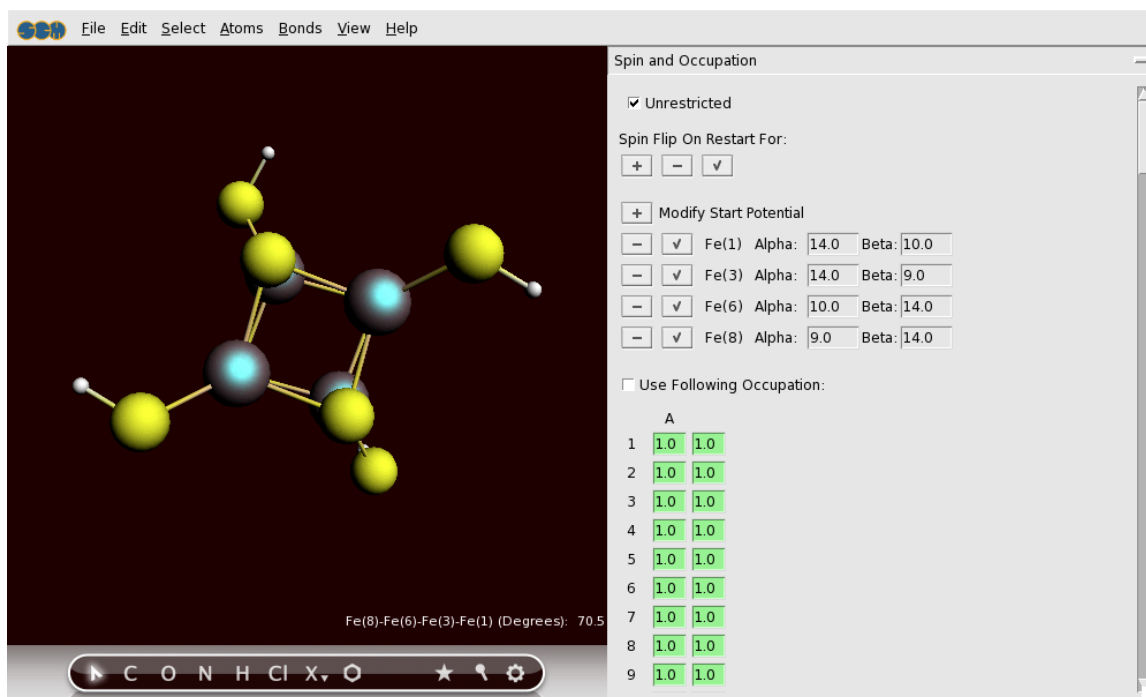 SCM File Edit Select Atoms Bonds View Help
Spin and Occupation
Unrestricted
Spin Flip On Restart For:
+ −
+ Modify Start Potential
− Fe(1) Alpha: 14.0 Beta: 10.0
− Fe(3) Alpha: 14.0 Beta: 9.0
− Fe(6) Alpha: 10.0 Beta: 14.0
− Fe(8) Alpha: 9.0 Beta: 14.0
Use Following Occupation:
A
1 1.0 1.0
2 1.0 1.0
3 1.0 1.0
4 1.0 1.0
5 1.0 1.0
6 1.0 1.0
7 1.0 1.0
8 1.0 1.0
9 1.0 1.0
Fe(8)-Fe(6)-Fe(3)-Fe(1) (Degrees): 70.5
C O N H Cl X